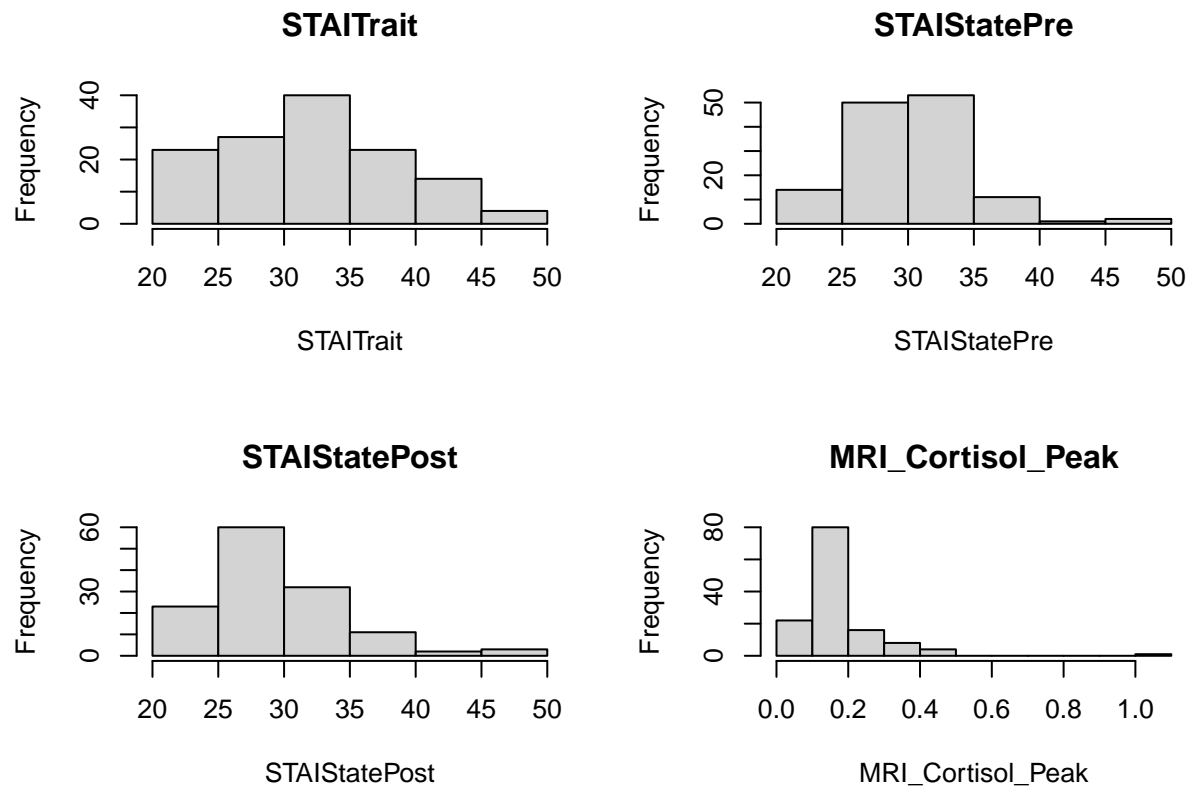 STAITrait
Frequency
0 20 40
20 25 30 35 40 45 50
STAITrait
STAIStatePre
Frequency
0 20 50
20 25 30 35 40 45 50
STAIStatePre
STAIStatePost
Frequency
0 30 60
20 25 30 35 40 45 50
STAIStatePost
MRI_Cortisol_Peak
Frequency
0 40 80
0.0 0.2 0.4 0.6 0.8 1.0
MRI_Cortisol_Peak